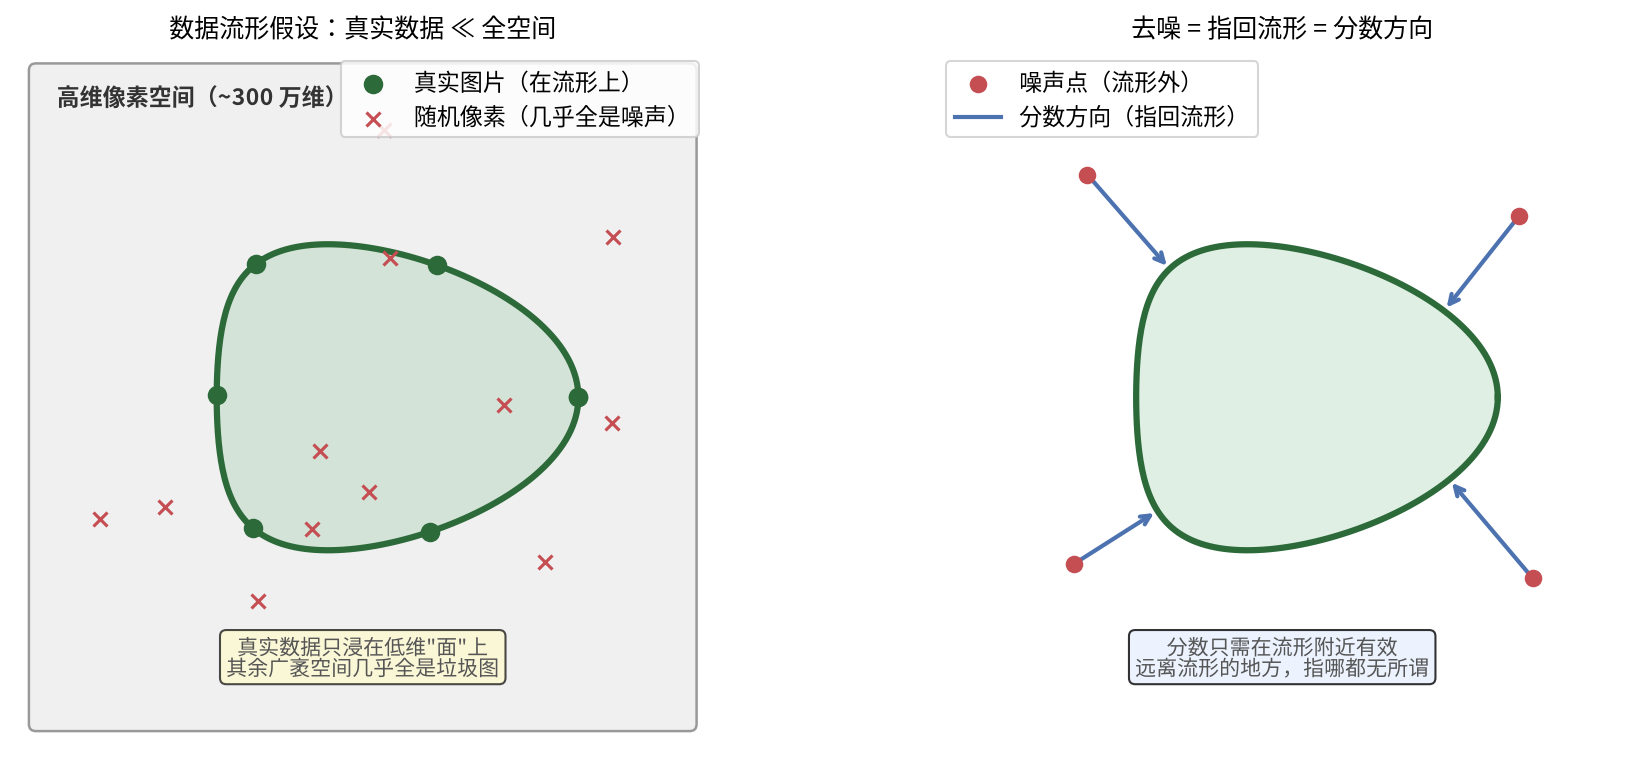 数据流形假设：真实数据 ≪ 全空间
高维像素空间（~300 万维）
真实图片（在流形上）
随机像素（几乎全是噪声）
真实数据只浸在低维"面"上
其余广袤空间几乎全是垃圾图
去噪 = 指回流形 = 分数方向
噪声点（流形外）
分数方向（指回流形）
分数只需在流形附近有效
远离流形的地方，指哪都无所谓